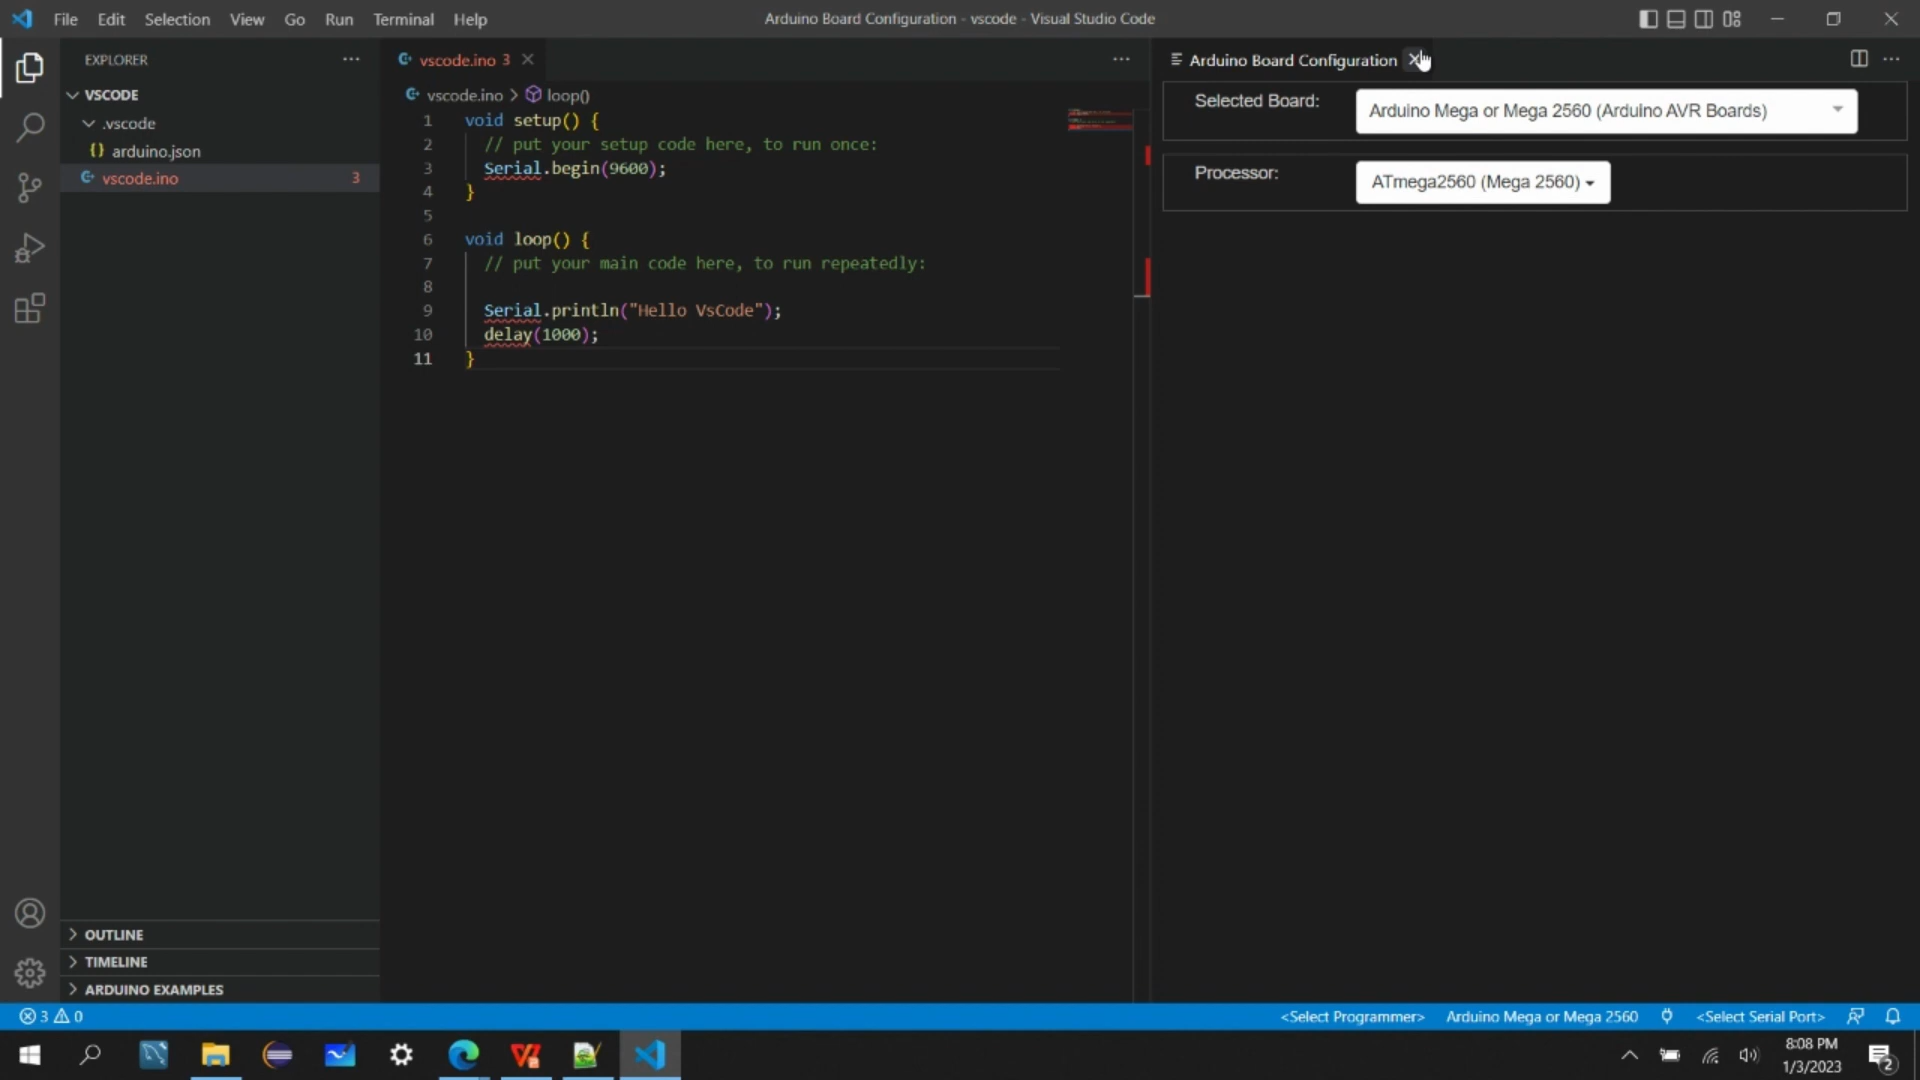 File Edit Selection View Go Run Terminal Help
Arduino Board Configuration - vscode - Visual Studio Code
EXPLORER
VSCODE
.vscode
{} arduino.json
vscode.ino 3
OUTLINE
TIMELINE
ARDUINO EXAMPLES
vscode.ino 3
vscode.ino > loop()
1 void setup() {
2 // put your setup code here, to run once:
3 Serial.begin(9600);
4 }
5
6 void loop() {
7 // put your main code here, to run repeatedly:
8
9 Serial.println("Hello VsCode");
10 delay(1000);
11 }
Arduino Board Configuration
Selected Board: Arduino Mega or Mega 2560 (Arduino AVR Boards)
Processor: ATmega2560 (Mega 2560)
3 0 <Select Programmer> Arduino Mega or Mega 2560 <Select Serial Port>
8:08 PM
1/3/2023
2